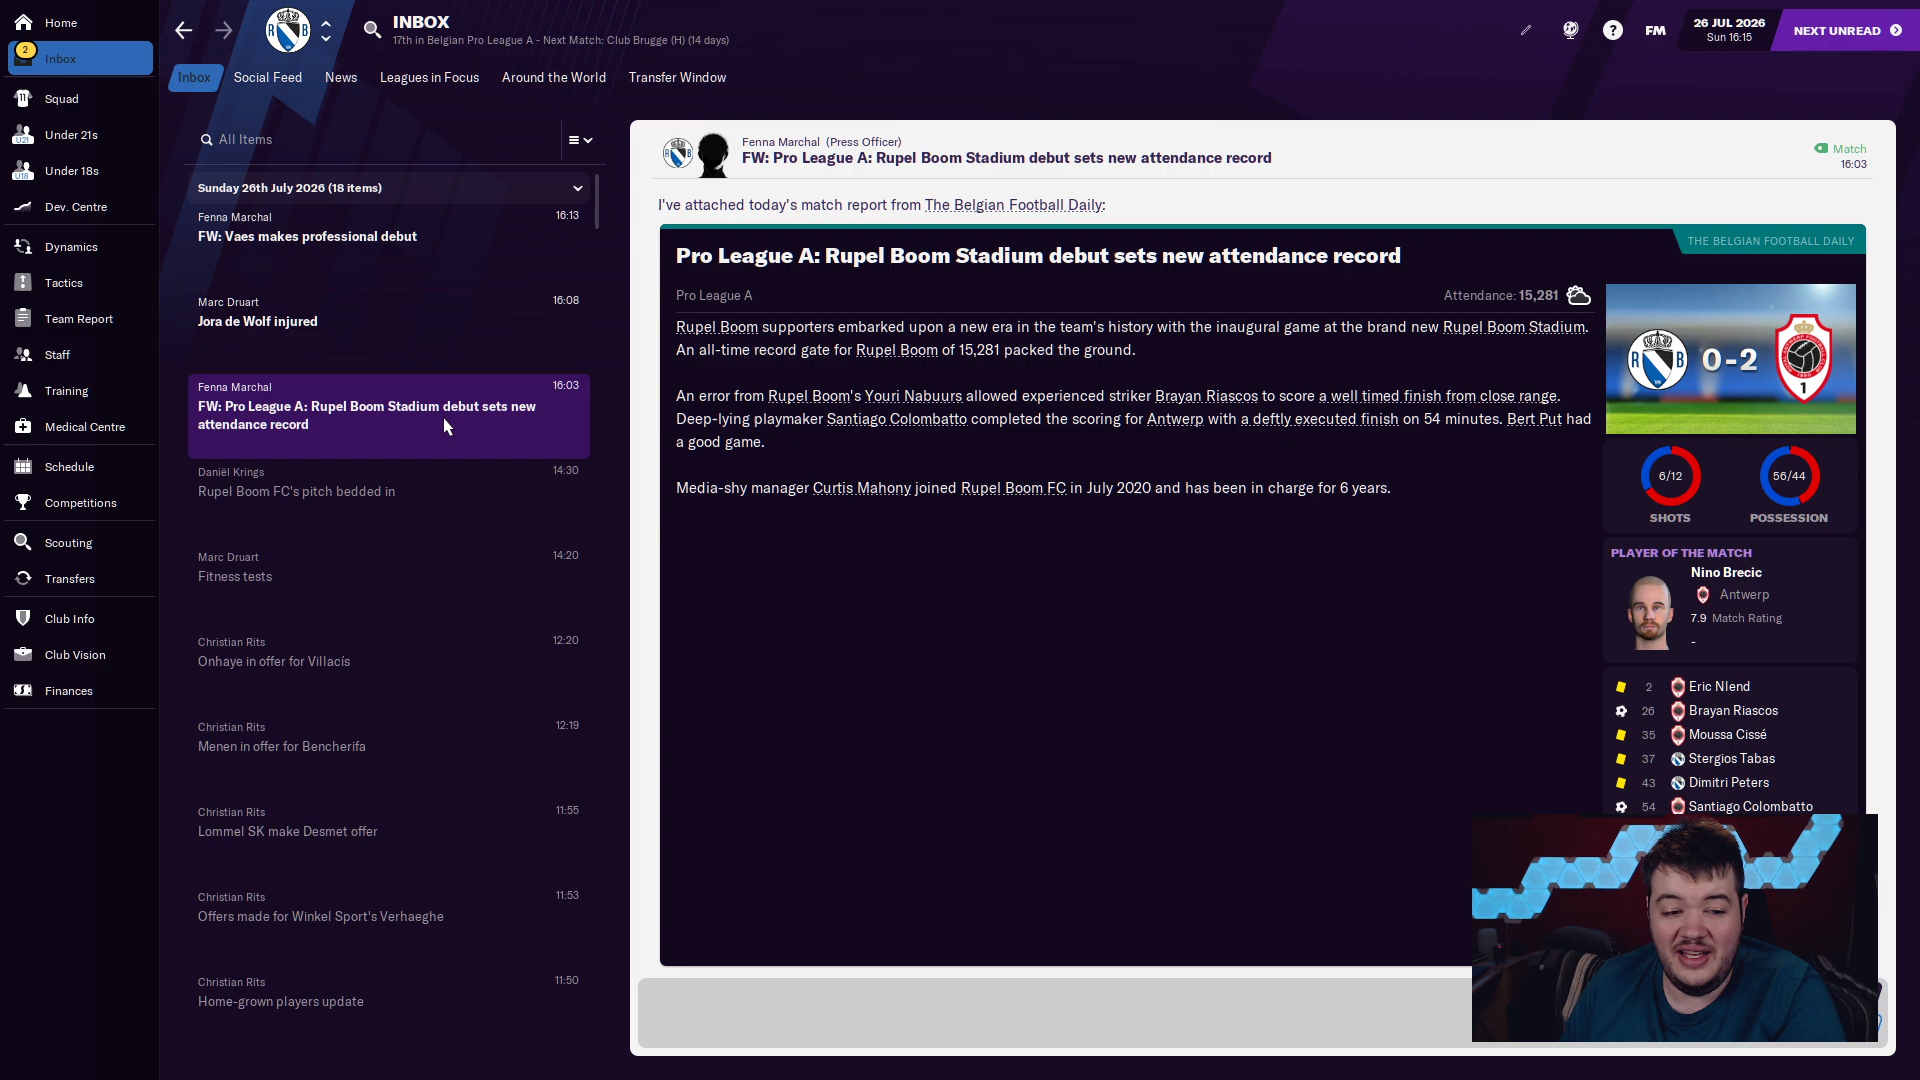 Home
2
Inbox
Squad
Under 21s
Under 18s
Dev. Centre
Dynamics
Tactics
Team Report
Staff
Training
Medical Centre
Schedule
Competitions
Scouting
Transfers
Club Info
Club Vision
Finances
R B
INBOX
17th in Belgian Pro League A - Next Match: Club Brugge (H) (14 days)
FM
26 JUL 2026
Sun 16:15
NEXT UNREAD
Inbox
Social Feed
News
Leagues in Focus
Around the World
Transfer Window
All Items
Sunday 26th July 2026 (18 items)
Fenna Marchal 16:13
FW: Vaes makes professional debut
Marc Druart 16:08
Jora de Wolf injured
Fenna Marchal 16:03
FW: Pro League A: Rupel Boom Stadium debut sets new
attendance record
Daniël Krings 14:30
Rupel Boom FC's pitch bedded in
Marc Druart 14:20
Fitness tests
Christian Rits 12:20
Onhaye in offer for Villacís
Christian Rits 12:19
Menen in offer for Bencherifa
Christian Rits 11:55
Lommel SK make Desmet offer
Christian Rits 11:53
Offers made for Winkel Sport's Verhaeghe
Christian Rits 11:50
Home-grown players update
Fenna Marchal (Press Officer)
FW: Pro League A: Rupel Boom Stadium debut sets new attendance record
Match
16:03
I've attached today's match report from The Belgian Football Daily:
THE BELGIAN FOOTBALL DAILY
Pro League A: Rupel Boom Stadium debut sets new attendance record
Pro League A
Attendance: 15,281
Rupel Boom supporters embarked upon a new era in the team's history with the inaugural game at the brand new Rupel Boom Stadium.
An all-time record gate for Rupel Boom of 15,281 packed the ground.
An error from Rupel Boom's Youri Nabuurs allowed experienced striker Brayan Riascos to score a well timed finish from close range.
Deep-lying playmaker Santiago Colombatto completed the scoring for Antwerp with a deftly executed finish on 54 minutes. Bert Put had
a good game.
Media-shy manager Curtis Mahony joined Rupel Boom FC in July 2020 and has been in charge for 6 years.
R B 0-2 1
6/12
SHOTS
56/44
POSSESSION
PLAYER OF THE MATCH
Nino Brecic
Antwerp
7.9 Match Rating
-
2 Eric Nlend
26 Brayan Riascos
35 Moussa Cissé
37 Stergios Tabas
43 Dimitri Peters
54 Santiago Colombatto